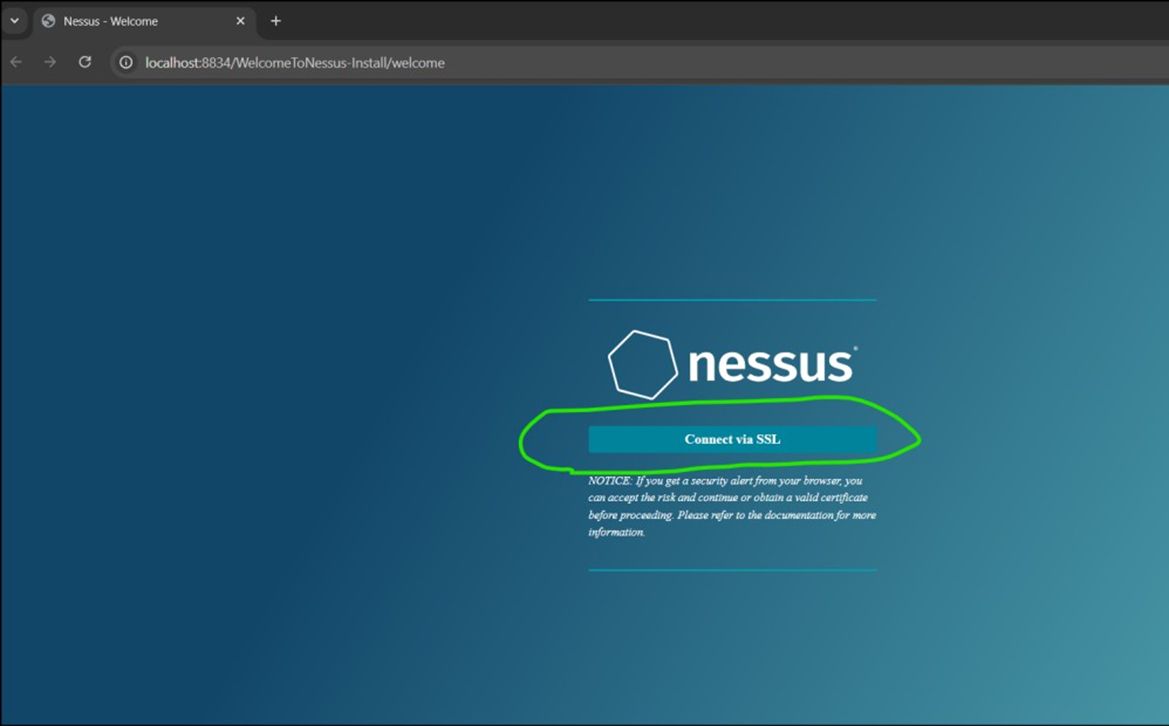 Nessus - Welcome
localhost:8834/WelcomeToNessus-Install/welcome
nessus®
Connect via SSL
NOTICE: If you get a security alert from your browser, you
can accept the risk and continue or obtain a valid certificate
before proceeding. Please refer to the documentation for more
information.